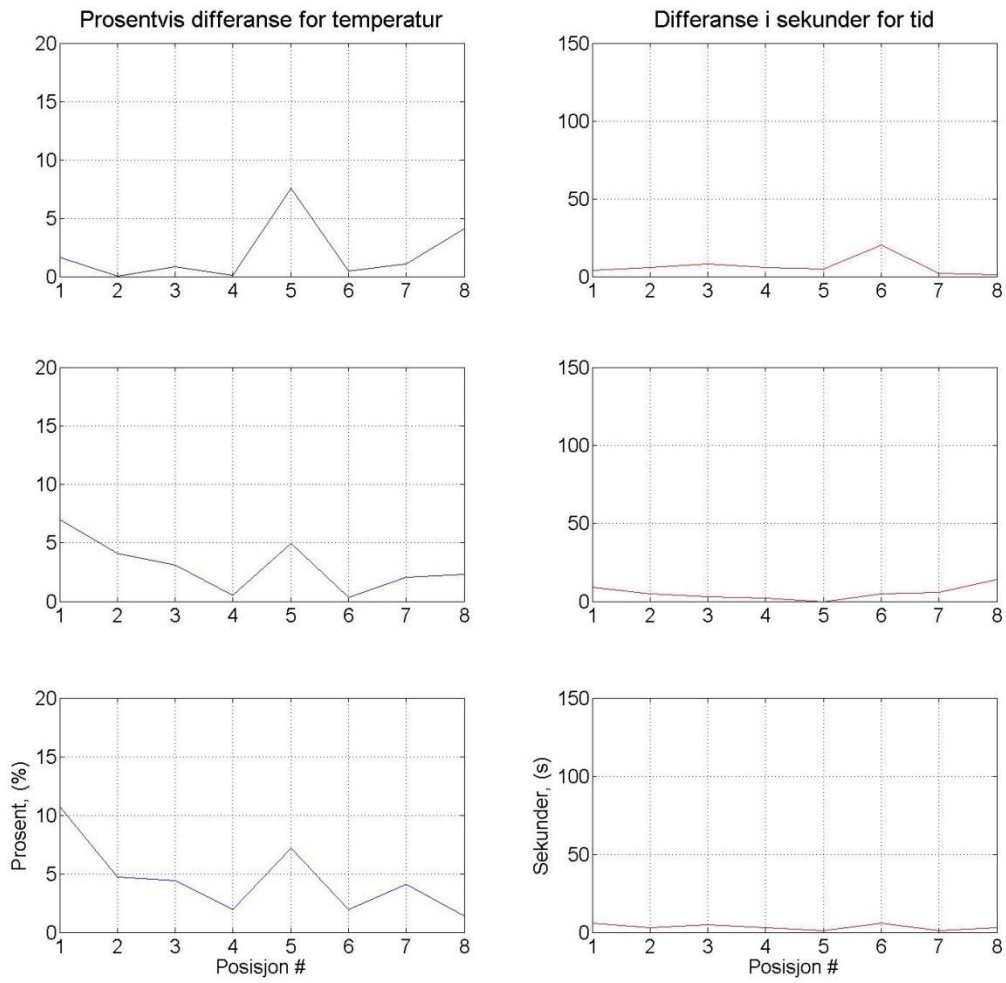 Prosentvis differanse for temperatur
20
15
10
5
0
1 2 3 4 5 6 7 8
Differanse i sekunder for tid
150
100
50
0
1 2 3 4 5 6 7 8
20
15
10
5
0
1 2 3 4 5 6 7 8
150
100
50
0
1 2 3 4 5 6 7 8
Prosent, (%)
20
15
10
5
0
1 2 3 4 5 6 7 8
Posisjon #
Sekunder, (s)
150
100
50
0
1 2 3 4 5 6 7 8
Posisjon #